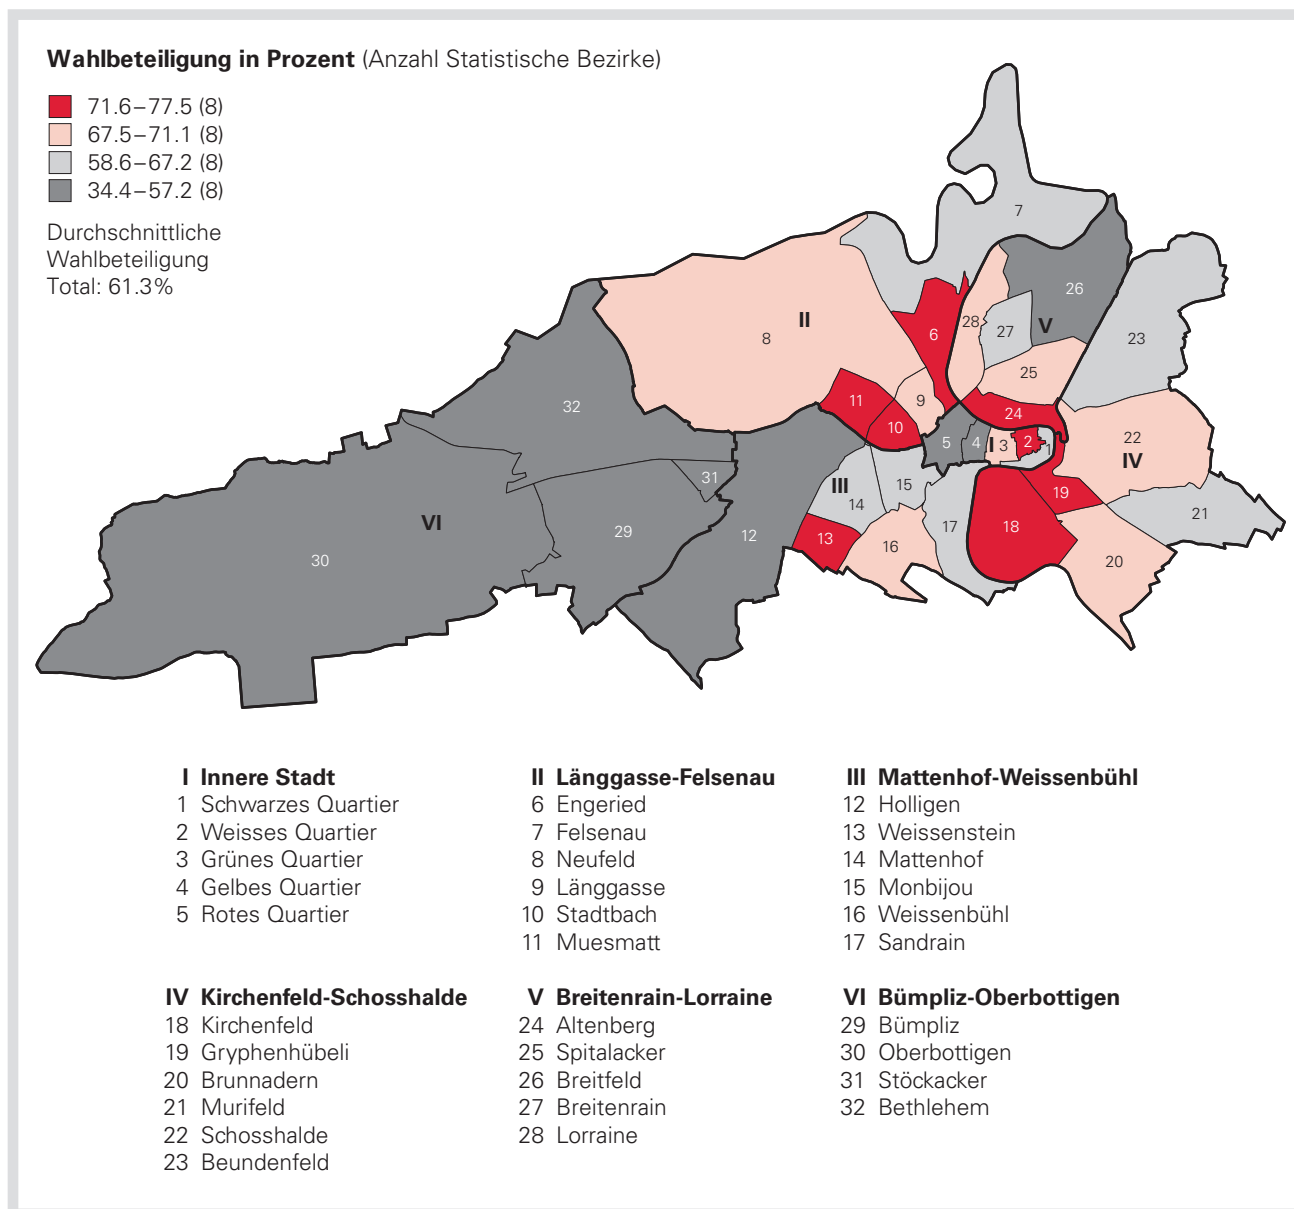 Wahlbeteiligung in Prozent (Anzahl Statistische Bezirke)
71.6–77.5 (8)
67.5–71.1 (8)
58.6–67.2 (8)
34.4–57.2 (8)
Durchschnittliche
Wahlbeteiligung
Total: 61.3%
7
26
II
V
28
27
6
23
8
25
11
9
32
24
10
22
5
4
I
3
2
1
IV
31
15
III
19
14
21
VI
18
17
29
12
13
16
30
20
I Innere Stadt
1 Schwarzes Quartier
2 Weisses Quartier
3 Grünes Quartier
4 Gelbes Quartier
5 Rotes Quartier
II Länggasse-Felsenau
6 Engeried
7 Felsenau
8 Neufeld
9 Länggasse
10 Stadtbach
11 Muesmatt
III Mattenhof-Weissenbühl
12 Holligen
13 Weissenstein
14 Mattenhof
15 Monbijou
16 Weissenbühl
17 Sandrain
IV Kirchenfeld-Schosshalde
18 Kirchenfeld
19 Gryphenhübeli
20 Brunnadern
21 Murifeld
22 Schosshalde
23 Beundenfeld
V Breitenrain-Lorraine
24 Altenberg
25 Spitalacker
26 Breitfeld
27 Breitenrain
28 Lorraine
VI Bümpliz-Oberbottigen
29 Bümpliz
30 Oberbottigen
31 Stöckacker
32 Bethlehem